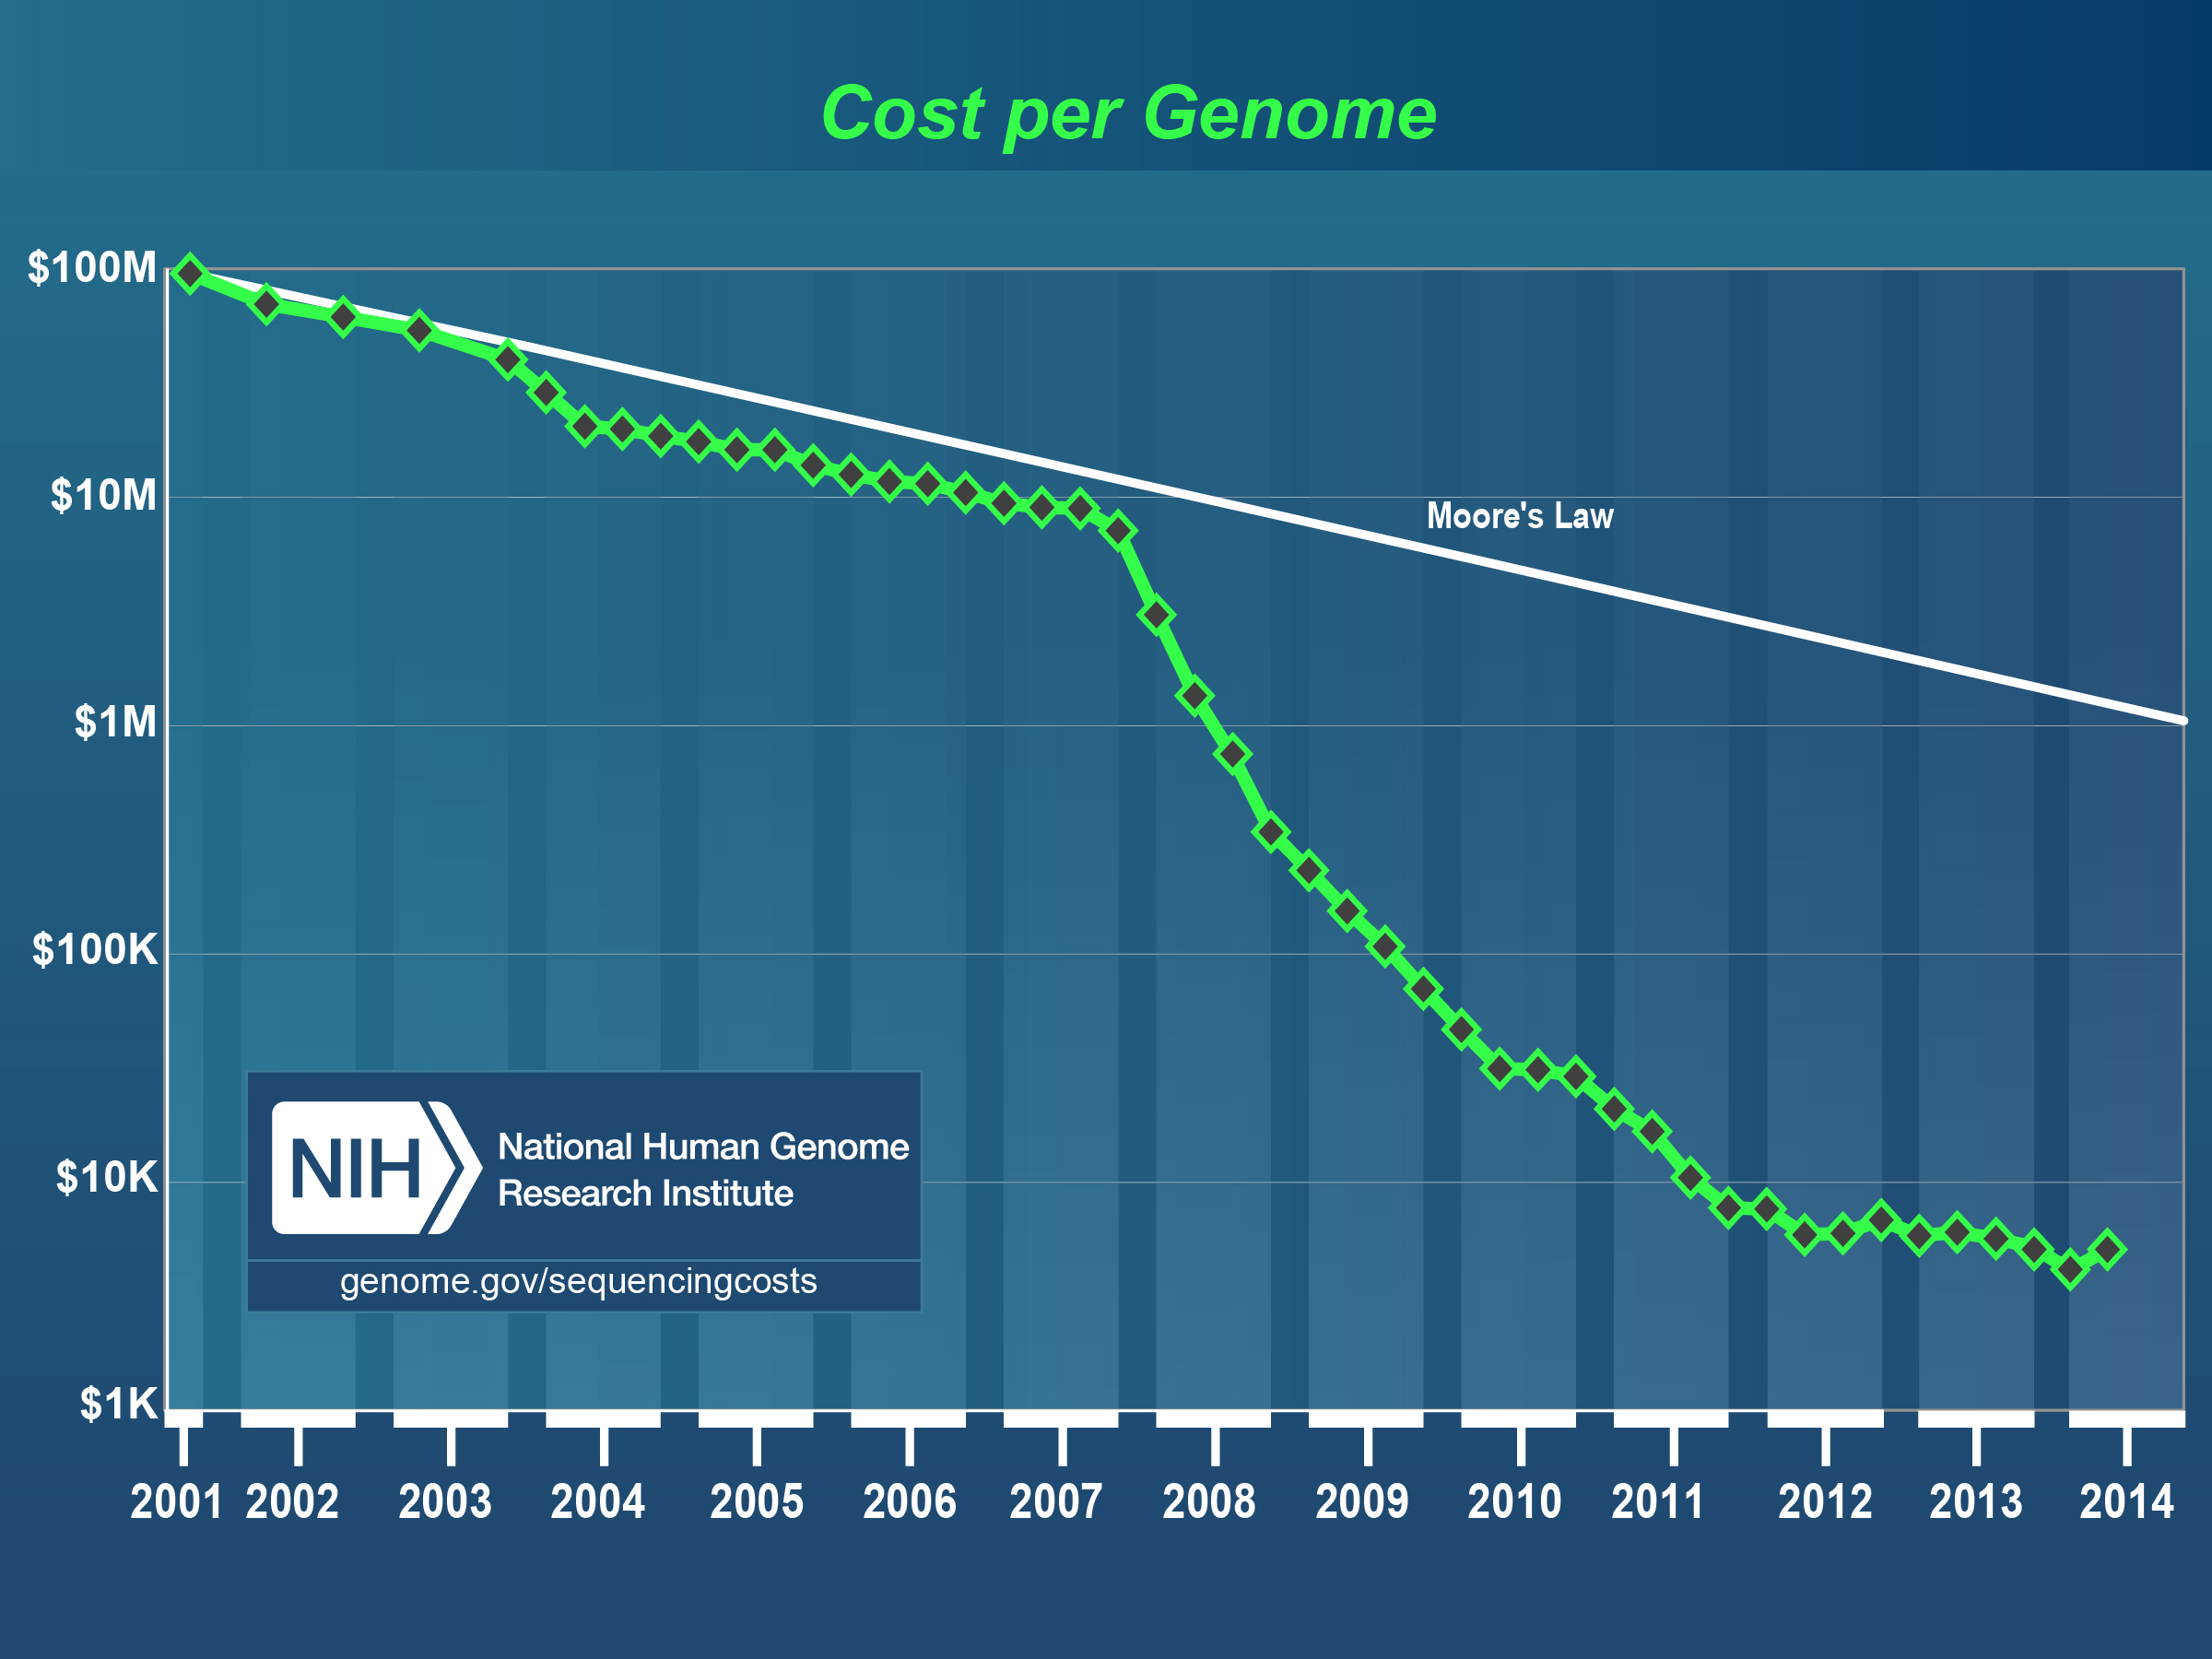 Cost per Genome
$100M
$10M
Moore's Law
$1M
$100K
$10K
NIH
National Human Genome
Research Institute
genome.gov/sequencingcosts
$1K
2001 2002 2003 2004 2005 2006 2007 2008 2009 2010 2011 2012 2013 2014